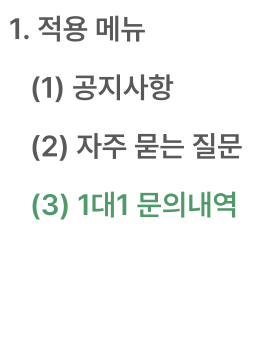 1. 적용 메뉴
(1) 공지사항
(2) 자주 묻는 질문
(3) 1대1 문의내역